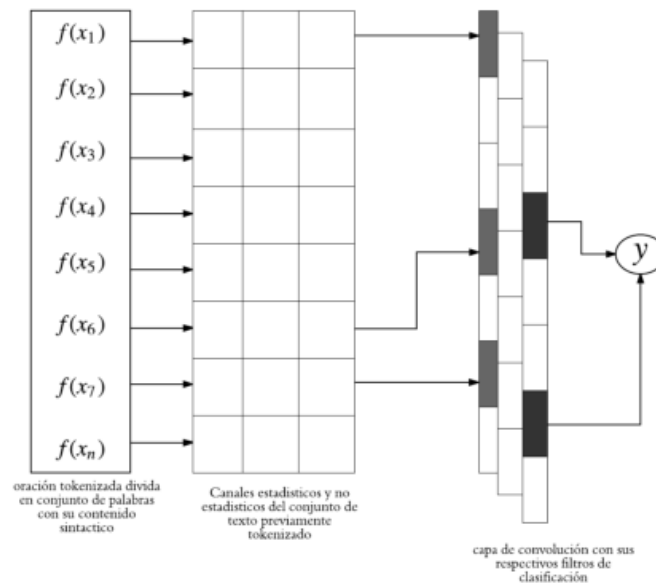 f(x₁)
f(x₂)
f(x₃)
f(x₄)
f(x₅)
f(x₆)
f(x₇)
f(xₙ)
y
oración tokenizada divida
en conjunto de palabras
con su contenido
sintactico
Canales estadisticos y no
estadisticos del conjunto de
texto previamente
tokenizado
capa de convolución con sus
respectivos filtros de
clasificación